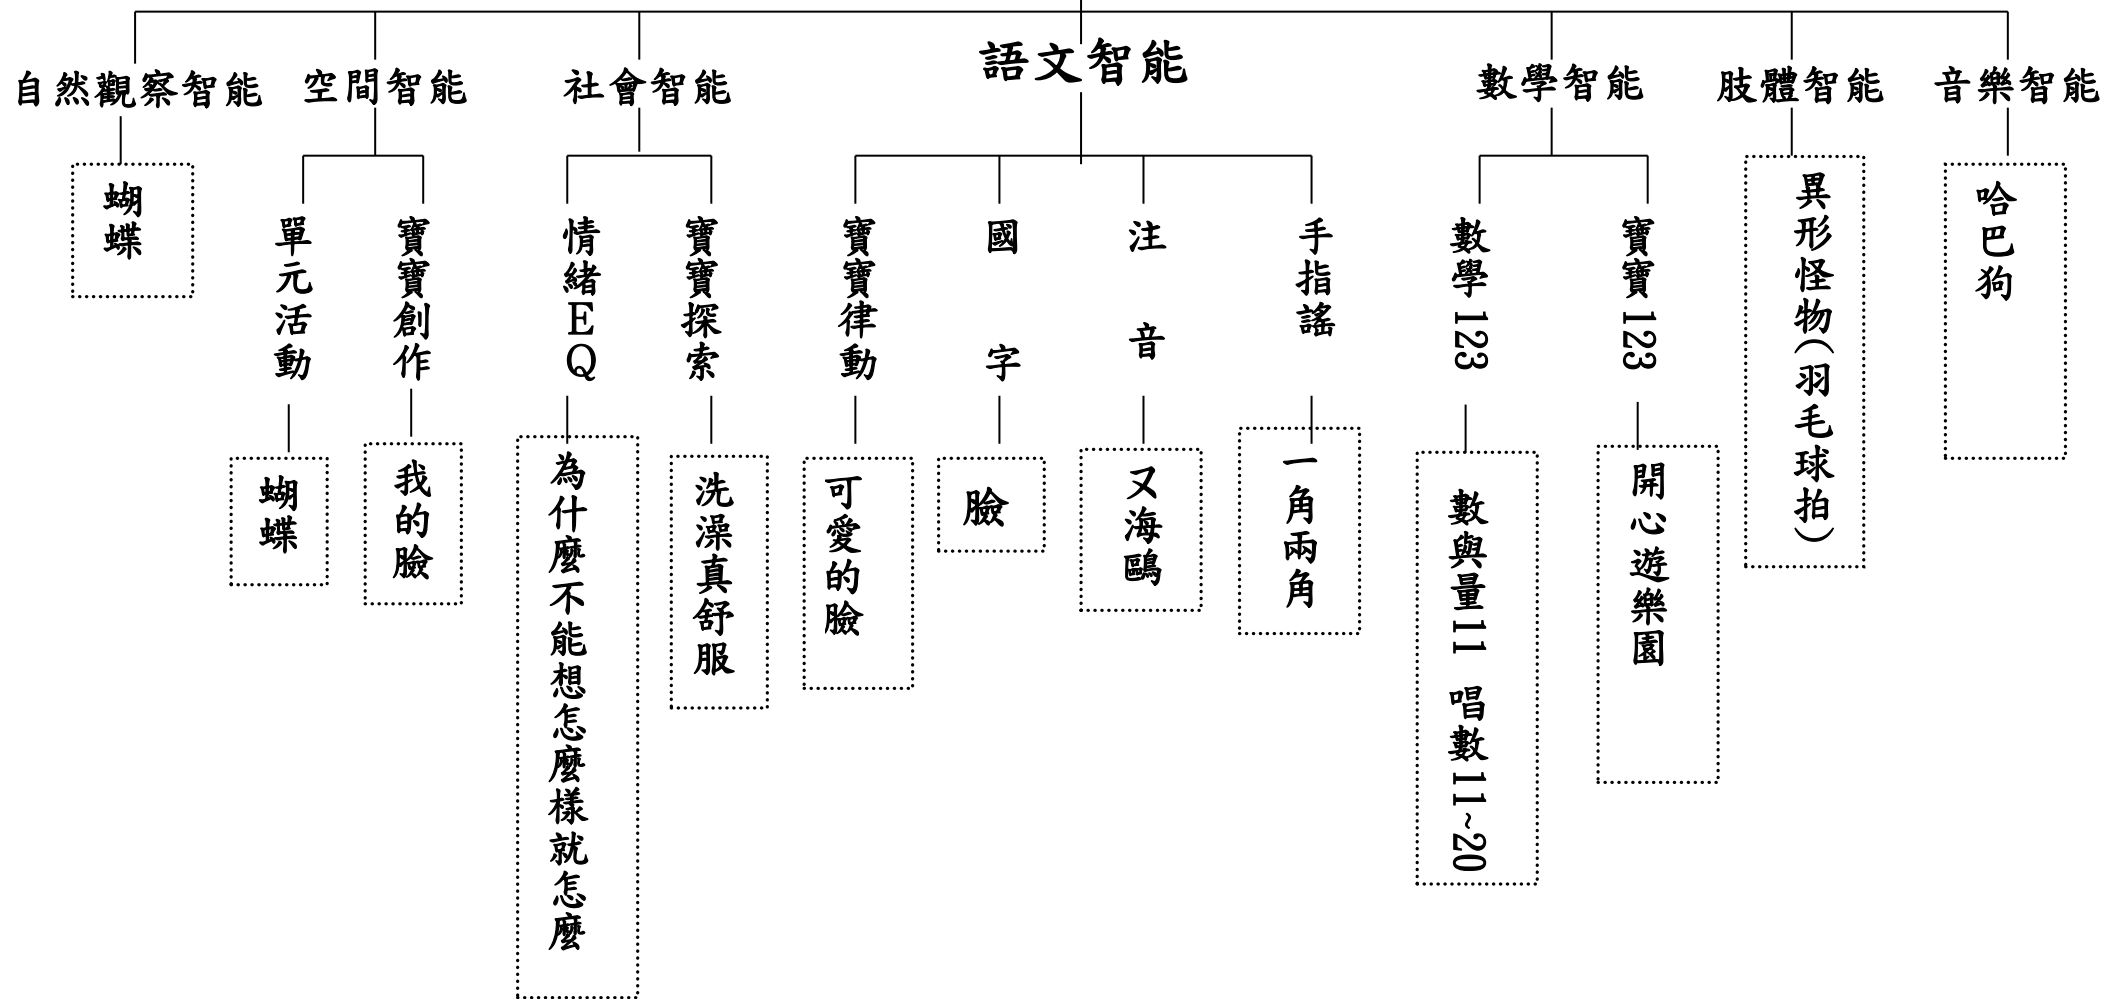 自然觀察智能
空間智能
社會智能
語文智能
數學智能
肢體智能
音樂智能
蝴蝶
單元活動
寶寶創作
情緒EQ
寶寶探索
寶寶律動
國字
注音
手指謠
數學123
寶寶123
異形怪物(羽毛球拍)
哈巴狗
蝴蝶
我的臉
為什麼不能想怎麼樣就怎麼
洗澡真舒服
可愛的臉
臉
ㄡ海鷗
一角兩角
數與量11 唱數11~20
開心遊樂園